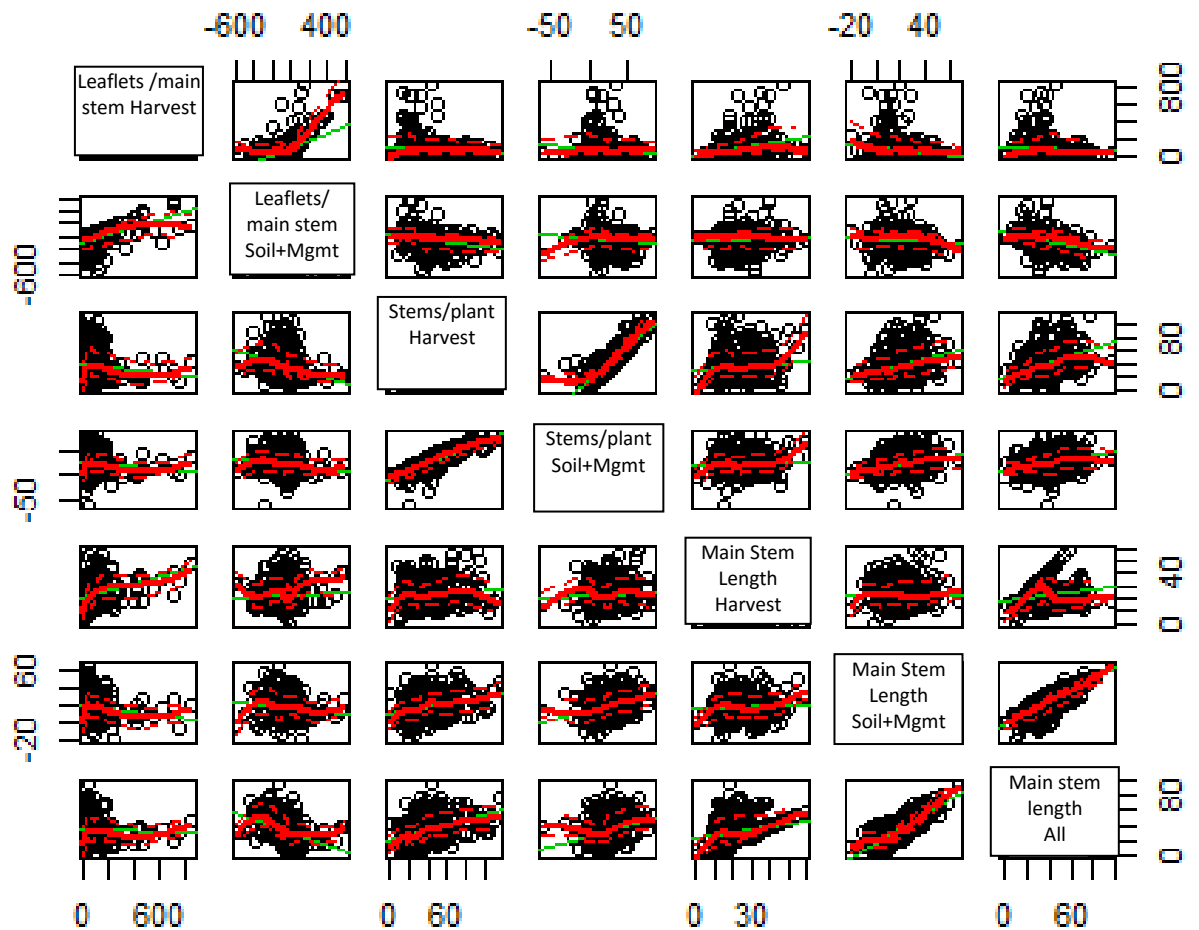 -600 400 -50 50 -20 40
Leaflets /main
stem Harvest
800
0
Leaflets/
main stem
Soil+Mgmt
-600
Stems/plant
Harvest
80
0
Stems/plant
Soil+Mgmt
-50
Main Stem
Length
Harvest
40
0
60
-20
Main Stem
Length
Soil+Mgmt
Main stem
length
All
80
0
0 600 0 60 0 30 0 60